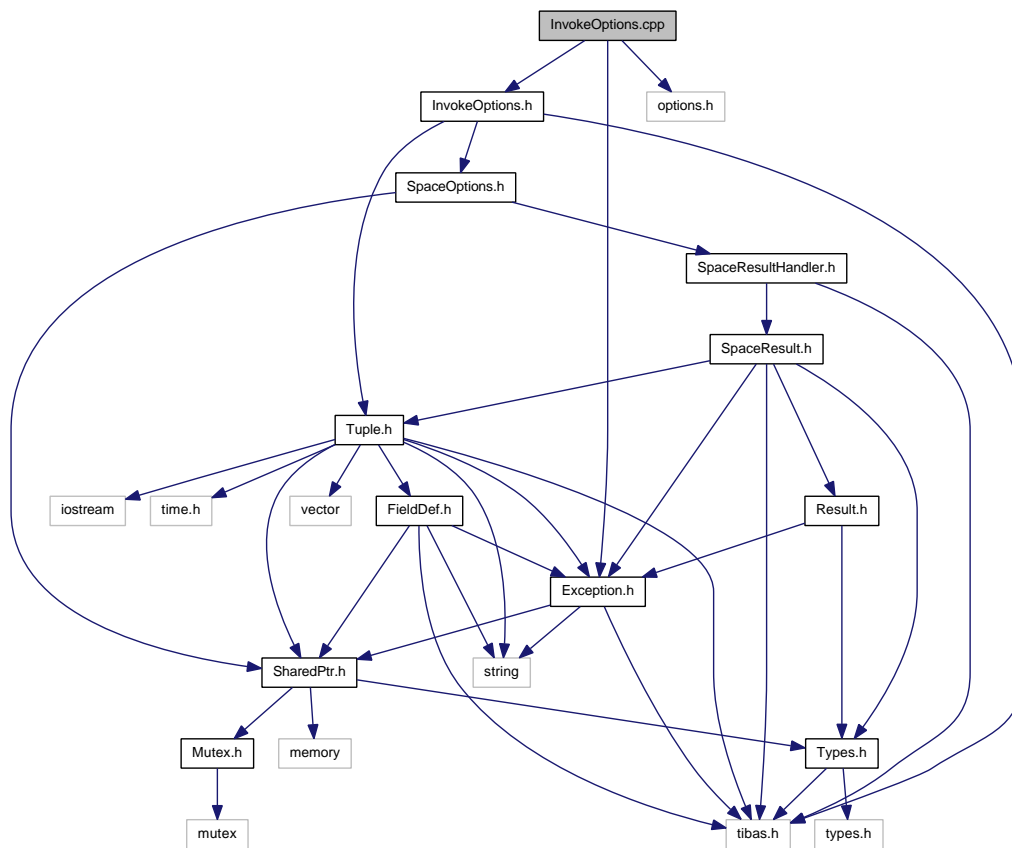 InvokeOptions.cpp
InvokeOptions.h
options.h
SpaceOptions.h
SpaceResultHandler.h
SpaceResult.h
Tuple.h
iostream
time.h
vector
FieldDef.h
Result.h
Exception.h
SharedPtr.h
string
Mutex.h
memory
Types.h
mutex
tibas.h
types.h